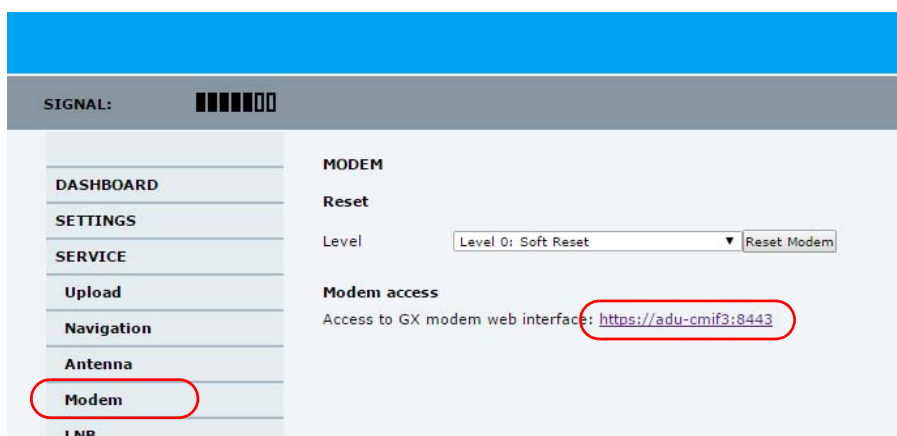 SIGNAL:
DASHBOARD
SETTINGS
SERVICE
Upload
Navigation
Antenna
Modem
LNB
MODEM
Reset
Level Level 0: Soft Reset Reset Modem
Modem access
Access to GX modem web interface: https://adu-cmif3:8443